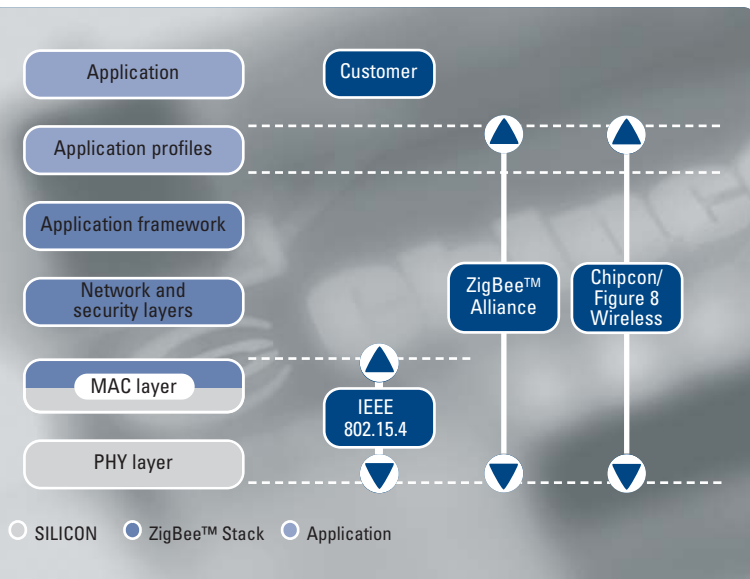 Application
Customer
Application profiles
Application framework
Network and
security layers
ZigBee™
Alliance
Chipcon/
Figure 8
Wireless
MAC layer
IEEE
802.15.4
PHY layer
SILICON
ZigBee™ Stack
Application